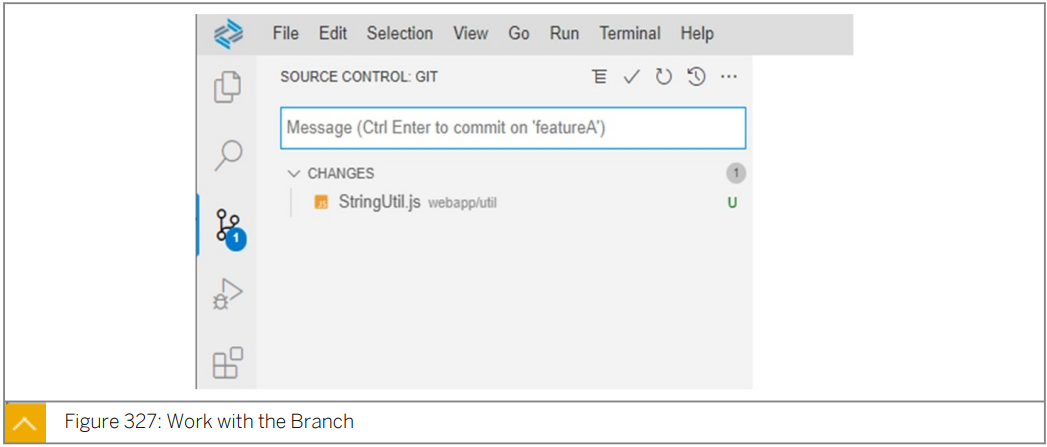 File Edit Selection View Go Run Terminal Help
SOURCE CONTROL: GIT
Message (Ctrl Enter to commit on 'featureA')
CHANGES 1
JS StringUtil.js webapp/util U
1
Figure 327: Work with the Branch